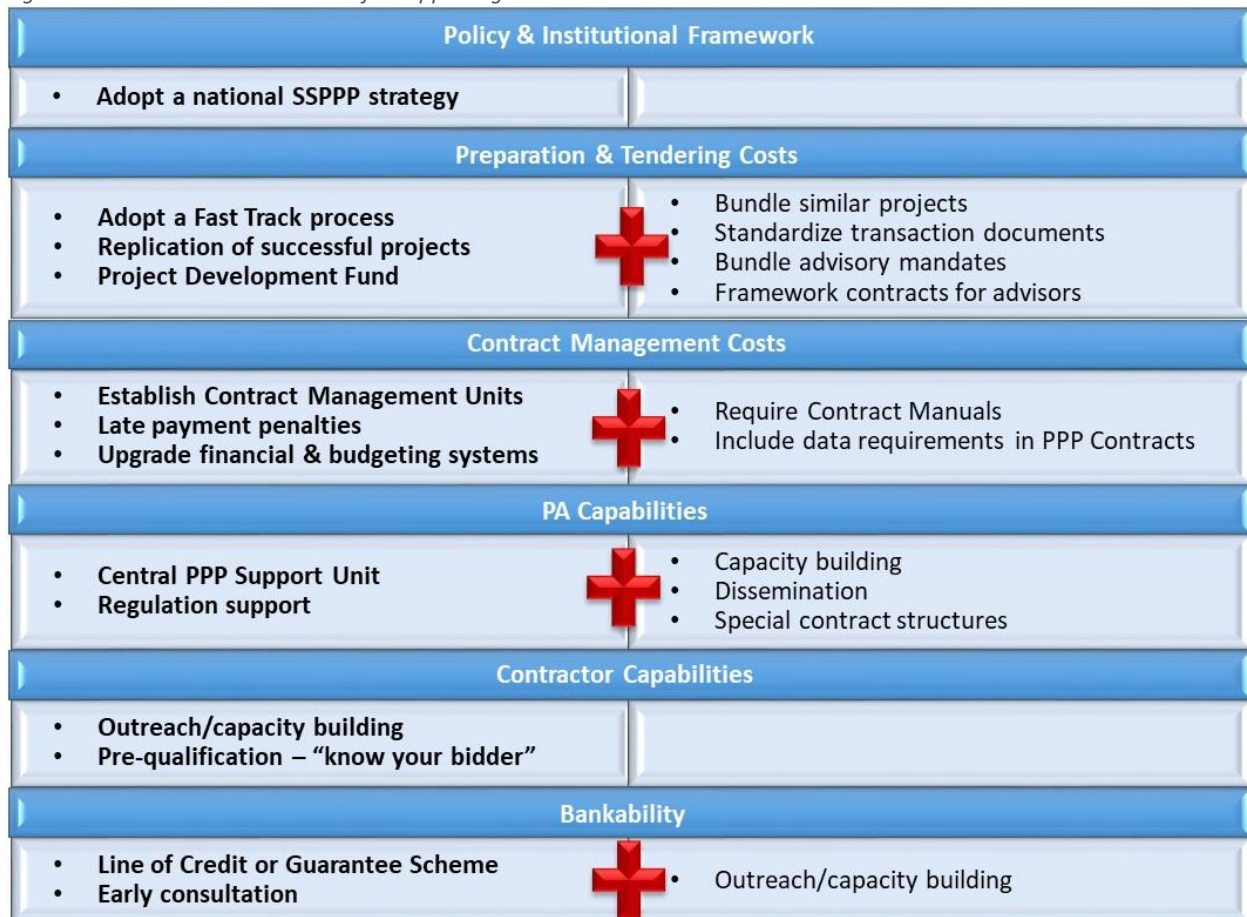 Policy & Institutional Framework
• Adopt a national SSPPP strategy
Preparation & Tendering Costs
• Adopt a Fast Track process
• Replication of successful projects
• Project Development Fund
• Bundle similar projects
• Standardize transaction documents
• Bundle advisory mandates
• Framework contracts for advisors
Contract Management Costs
• Establish Contract Management Units
• Late payment penalties
• Upgrade financial & budgeting systems
• Require Contract Manuals
• Include data requirements in PPP Contracts
PA Capabilities
• Central PPP Support Unit
• Regulation support
• Capacity building
• Dissemination
• Special contract structures
Contractor Capabilities
• Outreach/capacity building
• Pre-qualification – “know your bidder”
Bankability
• Line of Credit or Guarantee Scheme
• Early consultation
• Outreach/capacity building